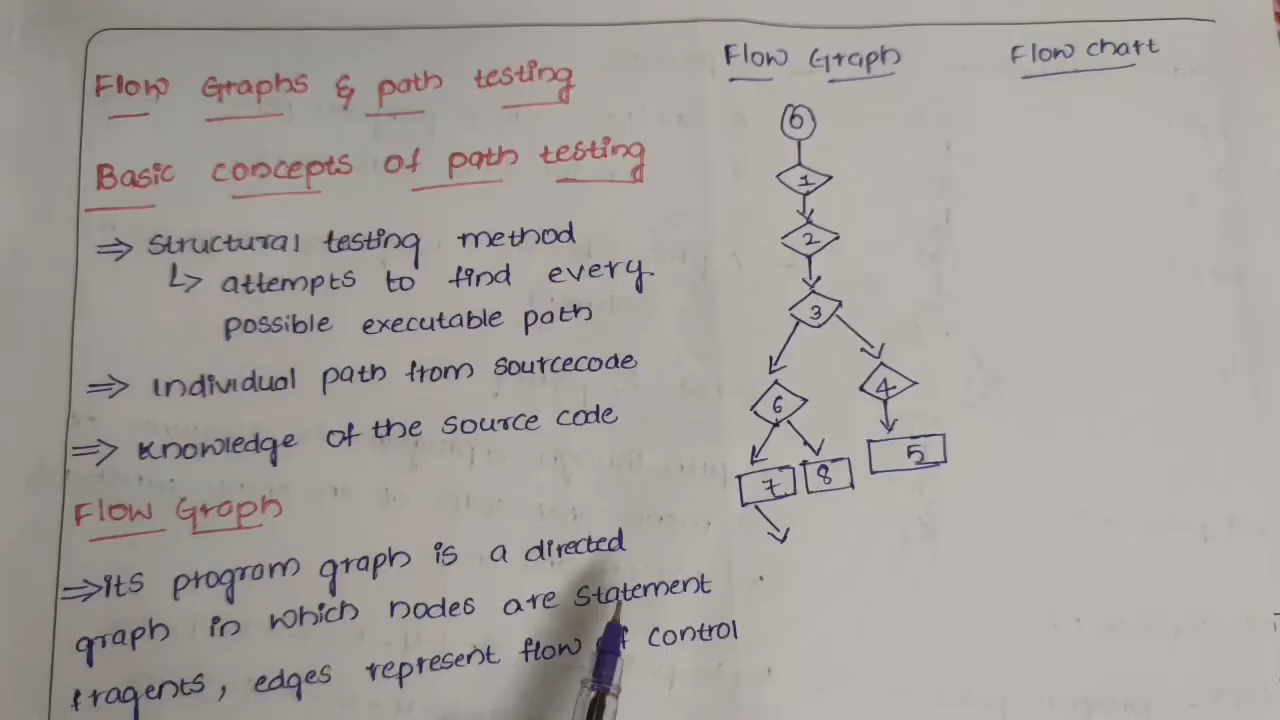 Flow Graphs & path testing
Basic concepts of path testing
⇒ Structural testing method
↳ attempts to find every
possible executable path
⇒ Individual path from sourcecode
⇒ Knowledge of the source code
Flow Graph
⇒ Its program graph is a directed
graph in which nodes are statement
fragents, edges represent flow of control
Flow Graph
0
1
2
3
6
4
7
8
5
Flow chart